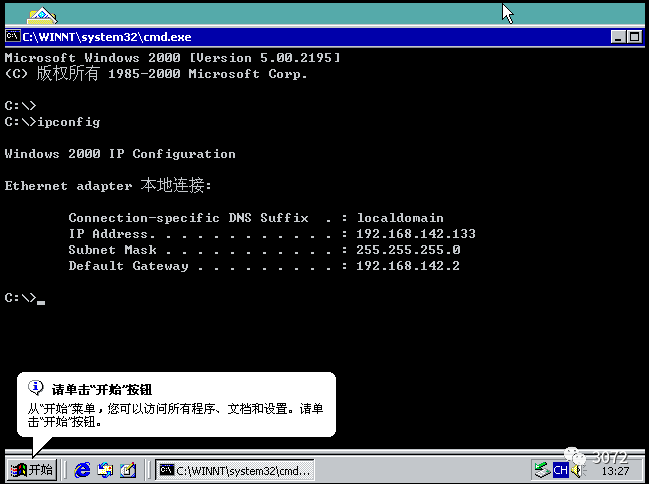 C:\WINNT\system32\cmd.exe
Microsoft Windows 2000 [Version 5.00.2195]
(C) 版权所有 1985-2000 Microsoft Corp.
C:\>
C:\>ipconfig
Windows 2000 IP Configuration
Ethernet adapter 本地连接:
Connection-specific DNS Suffix  . : localdomain
IP Address. . . . . . . . . . . . : 192.168.142.133
Subnet Mask . . . . . . . . . . . : 255.255.255.0
Default Gateway . . . . . . . . . : 192.168.142.2
C:\>
请单击“开始”按钮
从“开始”菜单，您可以访问所有程序、文档和设置。请单
击“开始”按钮。
开始
C:\WINNT\system32\cmd...
CH
3072
13:27